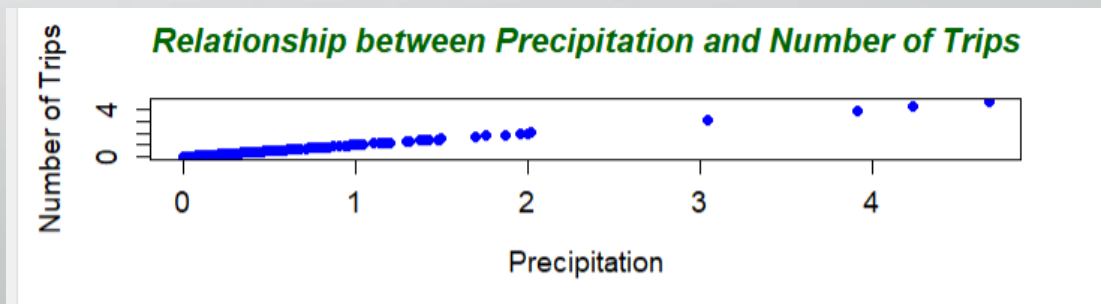 Relationship between Precipitation and Number of Trips
Number of Trips
4
0
0 1 2 3 4
Precipitation